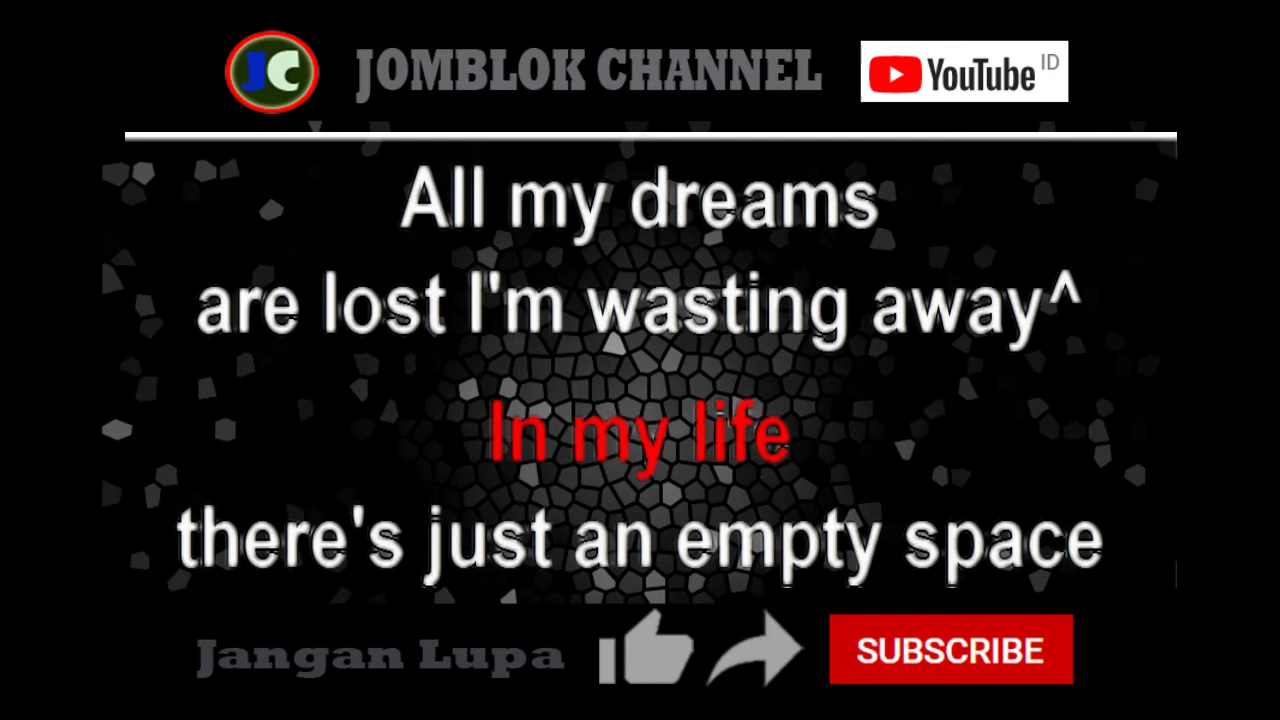 JC JOMBLOK CHANNEL YouTube ID
All my dreams
are lost I'm wasting away^
In my life
there's just an empty space
Jangan Lupa SUBSCRIBE